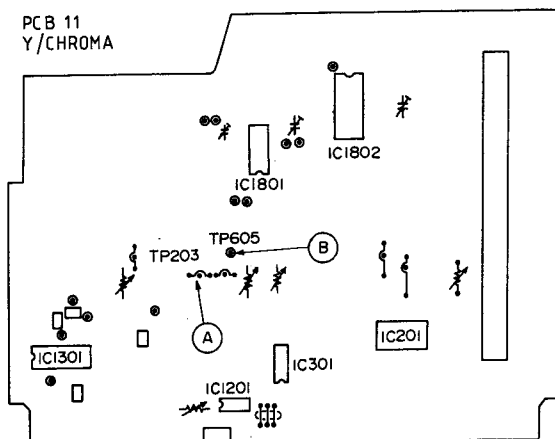 PCB 11
Y/CHROMA
IC1802
IC1801
TP605
B
TP203
A
IC201
IC1301
IC301
IC1201